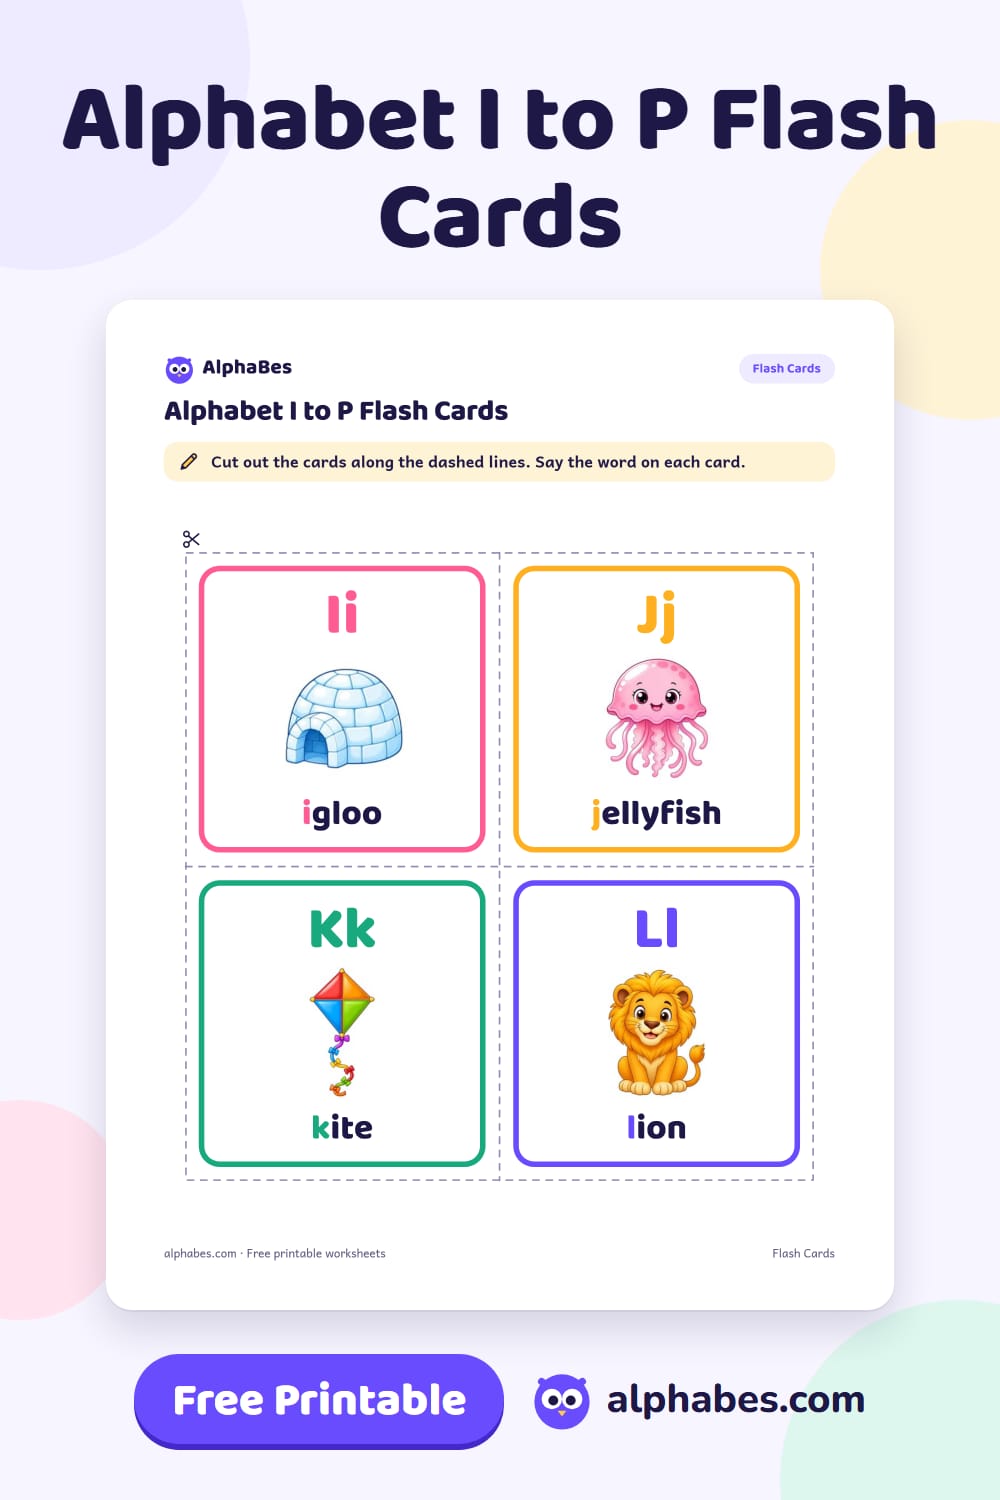 Alphabet I to P Flash
Cards
AlphaBes
Flash Cards
Alphabet I to P Flash Cards
Cut out the cards along the dashed lines. Say the word on each card.
Ii
Jj
igloo
jellyfish
Kk
Ll
kite
lion
alphabes.com · Free printable worksheets
Flash Cards
Free Printable
alphabes.com